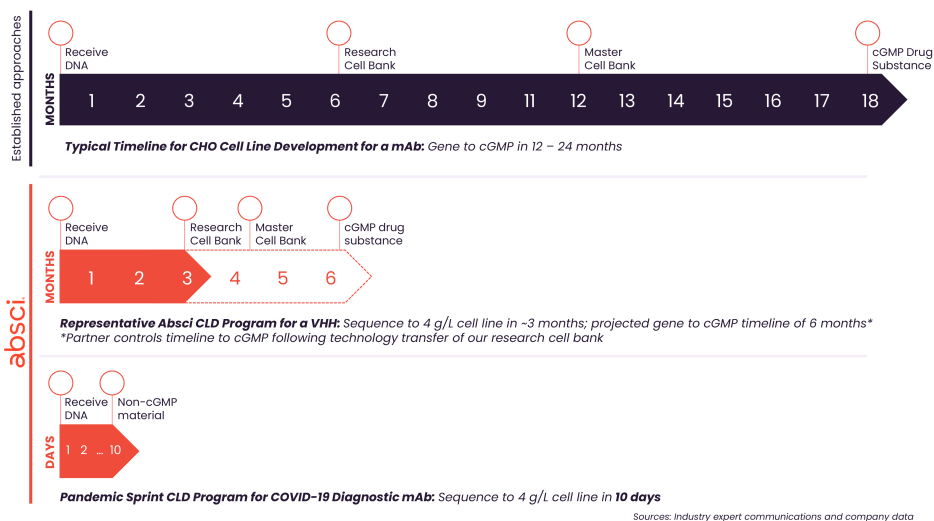 Established approaches
Receive
DNA
Research
Cell Bank
Master
Cell Bank
cGMP Drug
Substance
MONTHS
1 2 3 4 5 6 7 8 9 11 12 13 14 15 16 17 18
Typical Timeline for CHO Cell Line Development for a mAb: Gene to cGMP in 12 – 24 months
absci.
Receive
DNA
Research
Cell Bank
Master
Cell Bank
cGMP drug
substance
MONTHS
1 2 3 4 5 6
Representative Absci CLD Program for a VHH: Sequence to 4 g/L cell line in ~3 months; projected gene to cGMP timeline of 6 months*
*Partner controls timeline to cGMP following technology transfer of our research cell bank
Receive
DNA
Non-cGMP
material
DAYS
1 2 ... 10
Pandemic Sprint CLD Program for COVID-19 Diagnostic mAb: Sequence to 4 g/L cell line in 10 days
Sources: Industry expert communications and company data